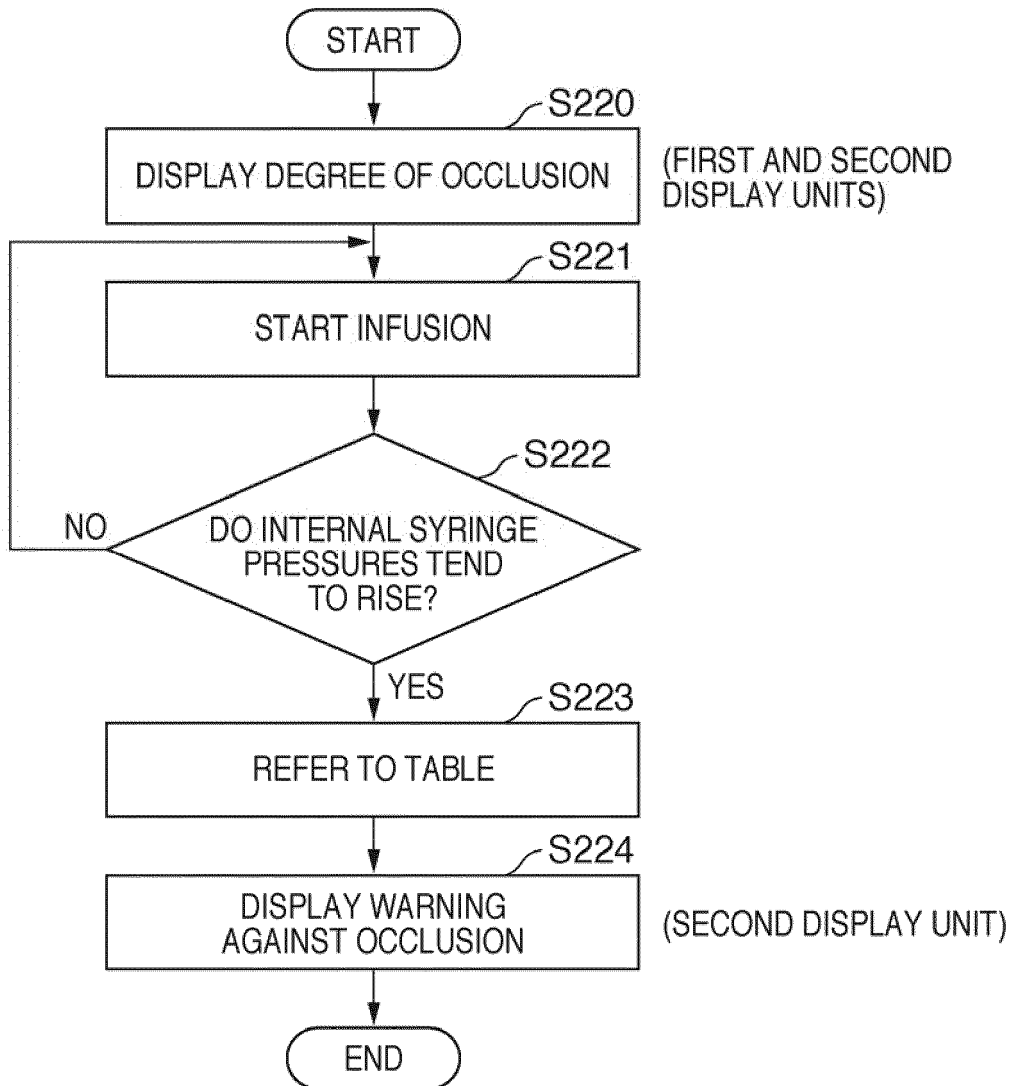 START
S220
DISPLAY DEGREE OF OCCLUSION
(FIRST AND SECOND
DISPLAY UNITS)
S221
START INFUSION
S222
NO
DO INTERNAL SYRINGE
PRESSURES TEND
TO RISE?
YES
S223
REFER TO TABLE
S224
DISPLAY WARNING
AGAINST OCCLUSION
(SECOND DISPLAY UNIT)
END